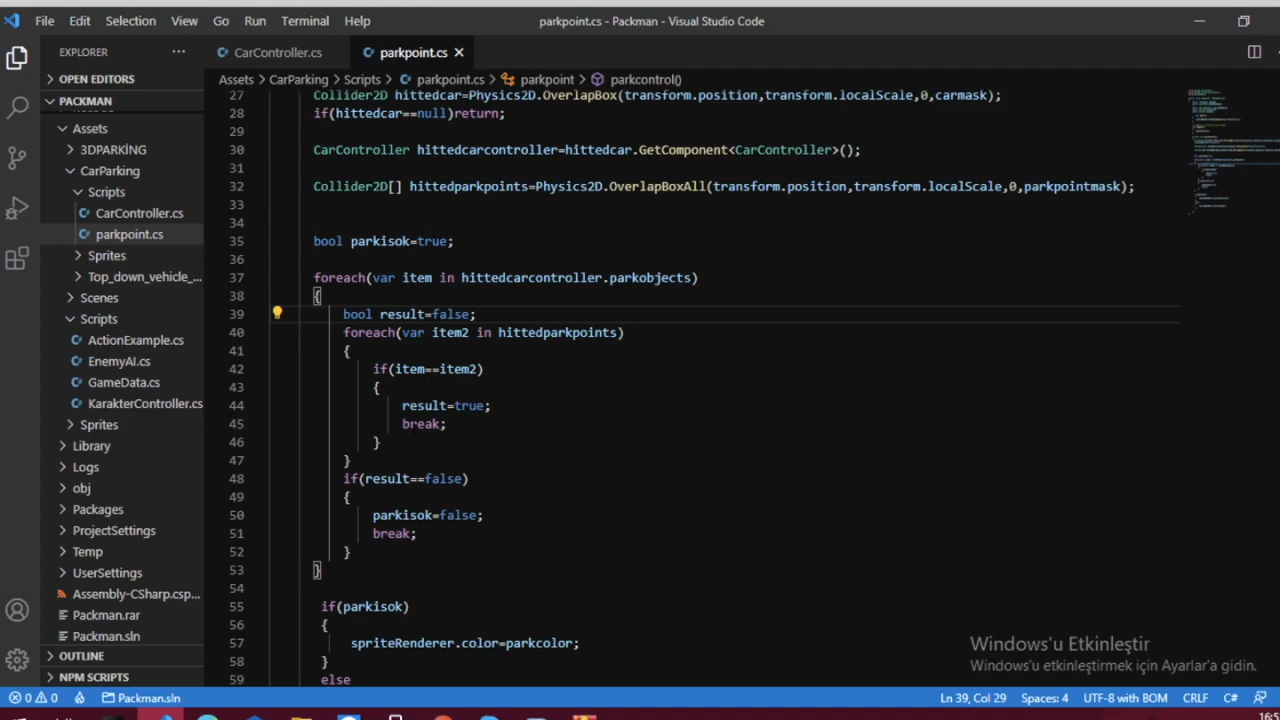 File Edit Selection View Go Run Terminal Help
parkpoint.cs - Packman - Visual Studio Code
EXPLORER
CarController.cs
parkpoint.cs
OPEN EDITORS
Assets > CarParking > Scripts > parkpoint.cs > parkpoint > parkcontrol()
PACKMAN
Assets
3DPARKİNG
CarParking
Scripts
CarController.cs
parkpoint.cs
Sprites
Top_down_vehicle_...
Scenes
Scripts
ActionExample.cs
EnemyAI.cs
GameData.cs
KarakterController.cs
Sprites
Library
Logs
obj
Packages
ProjectSettings
Temp
UserSettings
Assembly-CSharp.csp...
Packman.rar
Packman.sln
OUTLINE
NPM SCRIPTS
27 Collider2D hittedcar=Physics2D.OverlapBox(transform.position,transform.localScale,0,carmask);
28 if(hittedcar==null)return;
29
30 CarController hittedcarcontroller=hittedcar.GetComponent<CarController>();
31
32 Collider2D[] hittedparkpoints=Physics2D.OverlapBoxAll(transform.position,transform.localScale,0,parkpointmask);
33
34
35 bool parkisok=true;
36
37 foreach(var item in hittedcarcontroller.parkobjects)
38 {
39 bool result=false;
40 foreach(var item2 in hittedparkpoints)
41 {
42 if(item==item2)
43 {
44 result=true;
45 break;
46 }
47 }
48 if(result==false)
49 {
50 parkisok=false;
51 break;
52 }
53 }
54
55 if(parkisok)
56 {
57 spriteRenderer.color=parkcolor;
58 }
59 else
Windows'u Etkinleştir
Windows'u etkinleştirmek için Ayarlar'a gidin.
0 0 Packman.sln
Ln 39, Col 29 Spaces: 4 UTF-8 with BOM CRLF C#